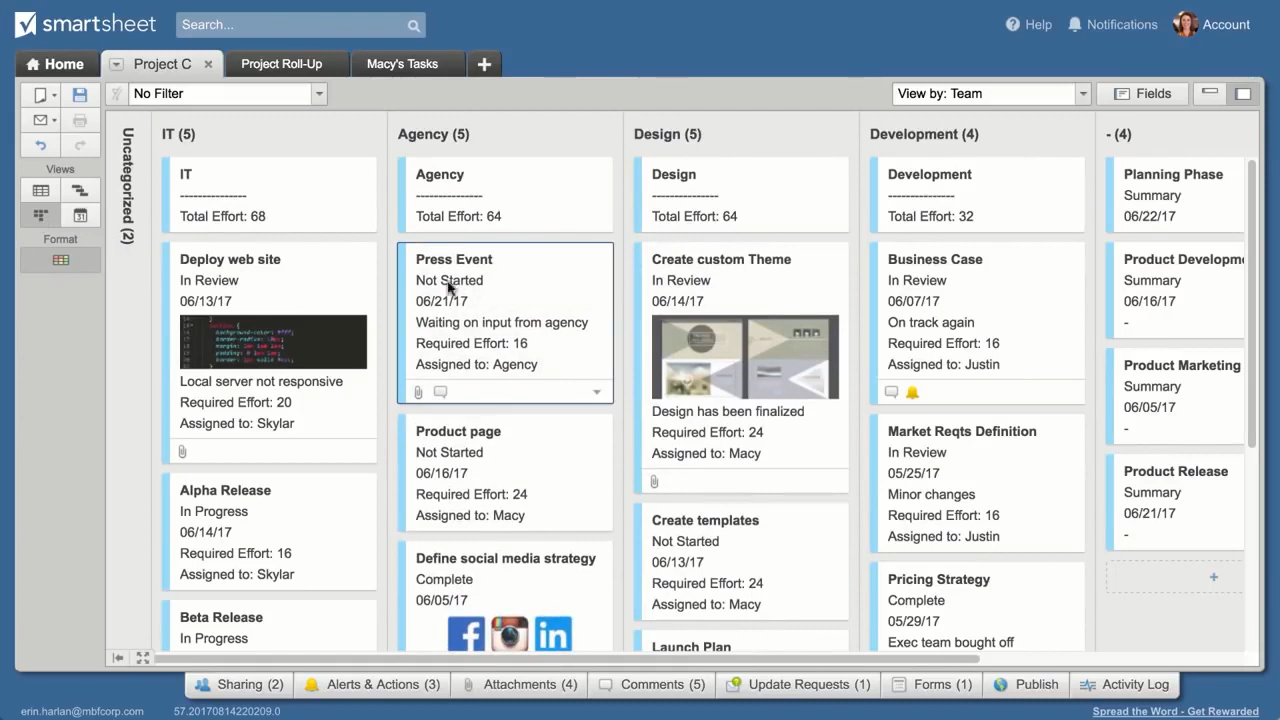 smartsheet
Search...
Help
Notifications
Account
Home
Project C
Project Roll-Up
Macy's Tasks
No Filter
View by: Team
Fields
Views
31
Format
Uncategorized (2)
IT (5)
IT
---------------
Total Effort: 68
Deploy web site
In Review
06/13/17
Local server not responsive
Required Effort: 20
Assigned to: Skylar
Alpha Release
In Progress
06/14/17
Required Effort: 16
Assigned to: Skylar
Beta Release
In Progress
Agency (5)
Agency
---------------
Total Effort: 64
Press Event
Not Started
06/21/17
Waiting on input from agency
Required Effort: 16
Assigned to: Agency
Product page
Not Started
06/16/17
Required Effort: 24
Assigned to: Macy
Define social media strategy
Complete
06/05/17
Design (5)
Design
---------------
Total Effort: 64
Create custom Theme
In Review
06/14/17
Design has been finalized
Required Effort: 24
Assigned to: Macy
Create templates
Not Started
06/13/17
Required Effort: 24
Assigned to: Macy
Launch Plan
Development (4)
Development
---------------
Total Effort: 32
Business Case
In Review
06/07/17
On track again
Required Effort: 16
Assigned to: Justin
Market Reqts Definition
In Review
05/25/17
Minor changes
Required Effort: 16
Assigned to: Justin
Pricing Strategy
Complete
05/29/17
Exec team bought off
- (4)
Planning Phase
Summary
06/22/17
Product Developme
Summary
06/16/17
-
Product Marketing
Summary
06/05/17
-
Product Release
Summary
06/21/17
-
Sharing (2)
Alerts & Actions (3)
Attachments (4)
Comments (5)
Update Requests (1)
Forms (1)
Publish
Activity Log
erin.harlan@mbfcorp.com
57.20170814220209.0
Spread the Word - Get Rewarded